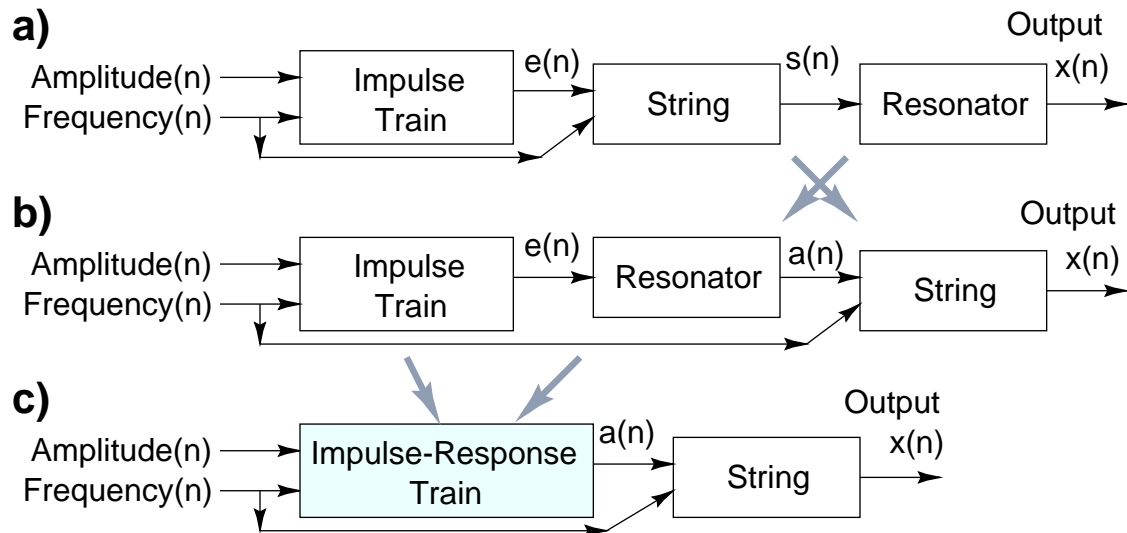 a)
Amplitude(n)
Frequency(n)
Impulse
Train
e(n)
String
s(n)
Resonator
Output
x(n)
b)
Amplitude(n)
Frequency(n)
Impulse
Train
e(n)
Resonator
a(n)
String
Output
x(n)
c)
Amplitude(n)
Frequency(n)
Impulse-Response
Train
a(n)
String
Output
x(n)